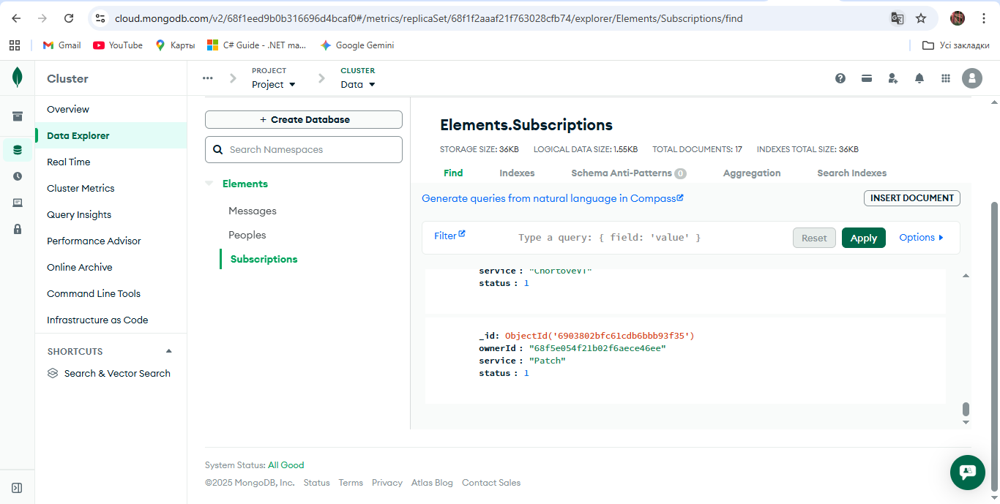 cloud.mongodb.com/v2/68f1eed9b0b316696d4bcaf0#/metrics/replicaSet/68f1f2aaaf21f763028cfb74/explorer/Elements/Subscriptions/find
Gmail YouTube Карты C# Guide - .NET ma... Google Gemini Усі закладки
Cluster
PROJECT
Project
CLUSTER
Data
Overview
Data Explorer
Real Time
Cluster Metrics
Query Insights
Performance Advisor
Online Archive
Command Line Tools
Infrastructure as Code
SHORTCUTS
Search & Vector Search
+ Create Database
Search Namespaces
Elements
Messages
Peoples
Subscriptions
Elements.Subscriptions
STORAGE SIZE: 36KB LOGICAL DATA SIZE: 1.55KB TOTAL DOCUMENTS: 17 INDEXES TOTAL SIZE: 36KB
Find Indexes Schema Anti-Patterns 0 Aggregation Search Indexes
Generate queries from natural language in Compass
INSERT DOCUMENT
Filter Type a query: { field: 'value' } Reset Apply Options
service : "ChortoveVT"
status : 1
_id: ObjectId('6903802bfc61cdb6bbb93f35')
ownerId : "68f5e054f21b02f6aece46ee"
service : "Patch"
status : 1
System Status: All Good
©2025 MongoDB, Inc. Status Terms Privacy Atlas Blog Contact Sales